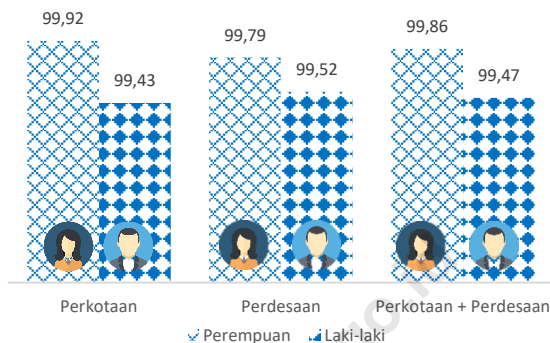 99,92
99,43
99,79
99,52
99,86
99,47
Perkotaan
Perdesaan
Perkotaan + Perdesaan
Perempuan
Laki-laki